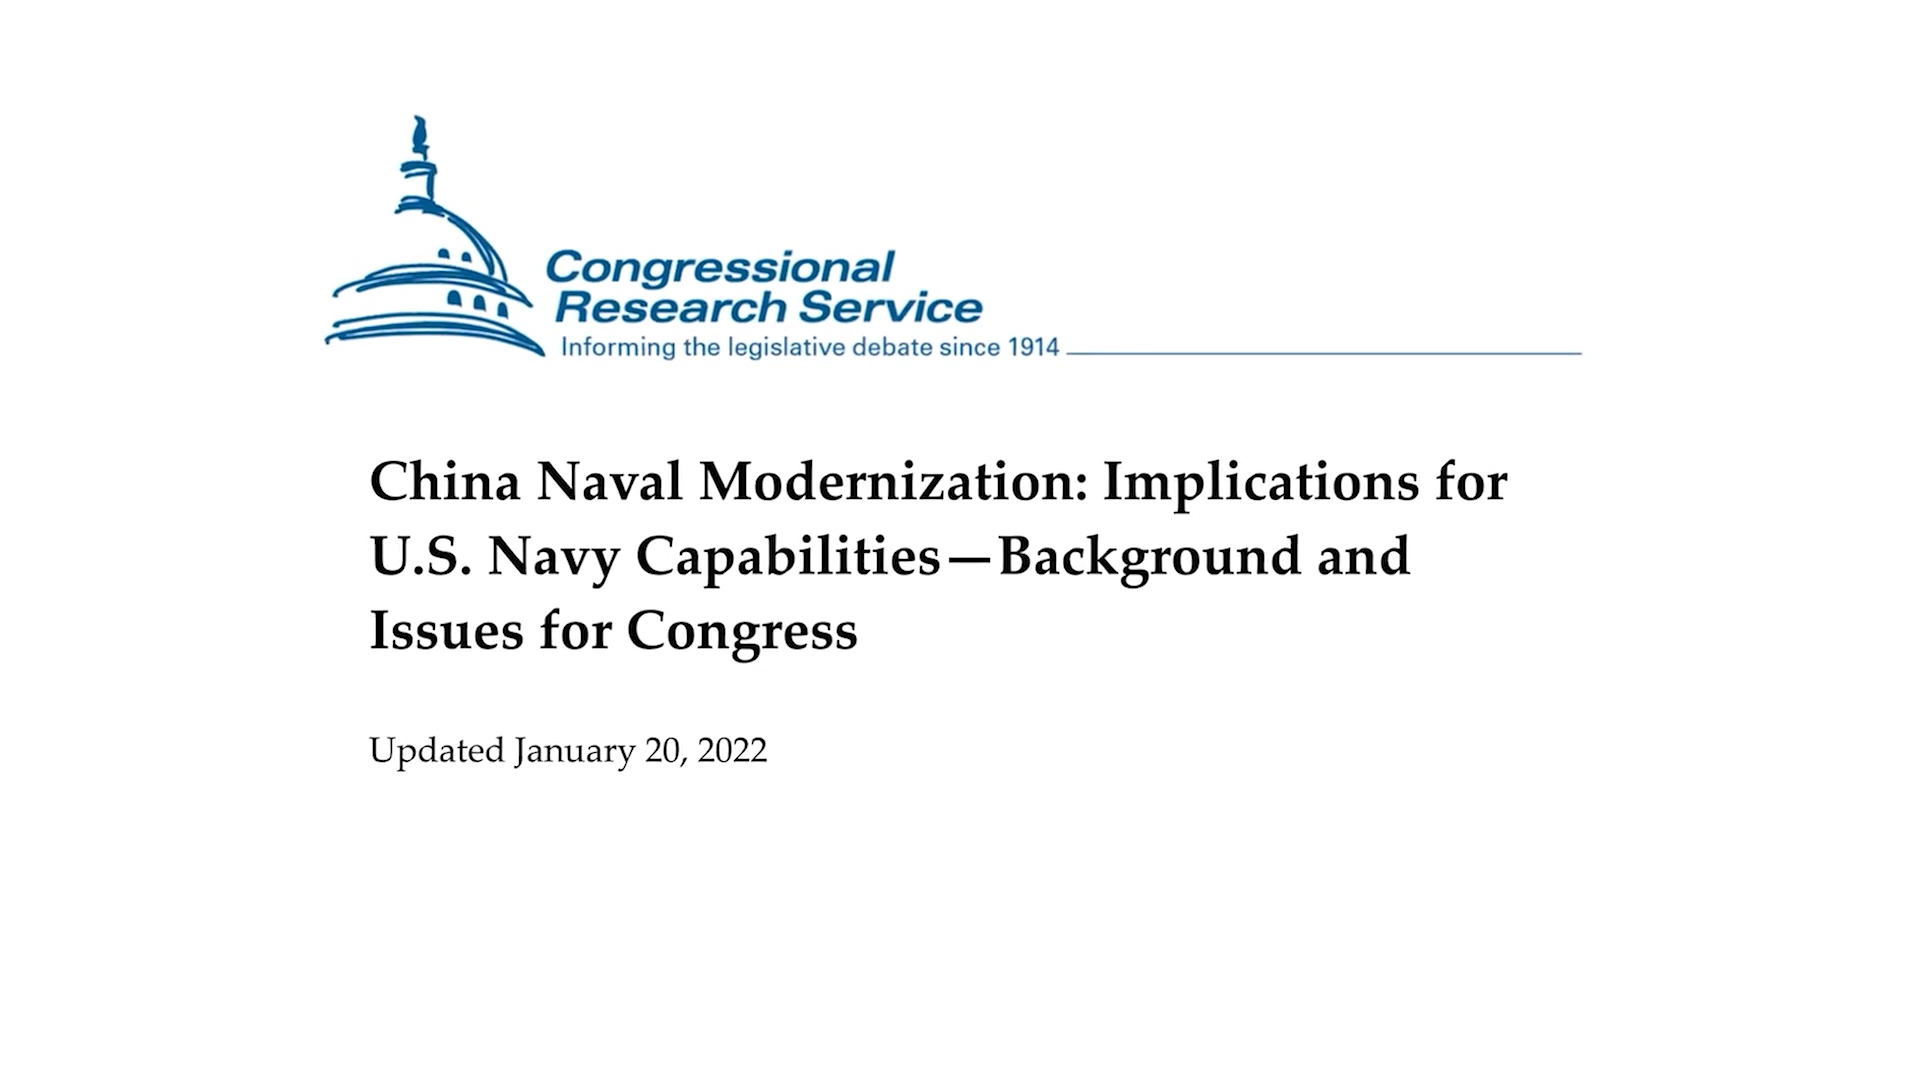 Congressional
Research Service
Informing the legislative debate since 1914
China Naval Modernization: Implications for
U.S. Navy Capabilities—Background and
Issues for Congress
Updated January 20, 2022